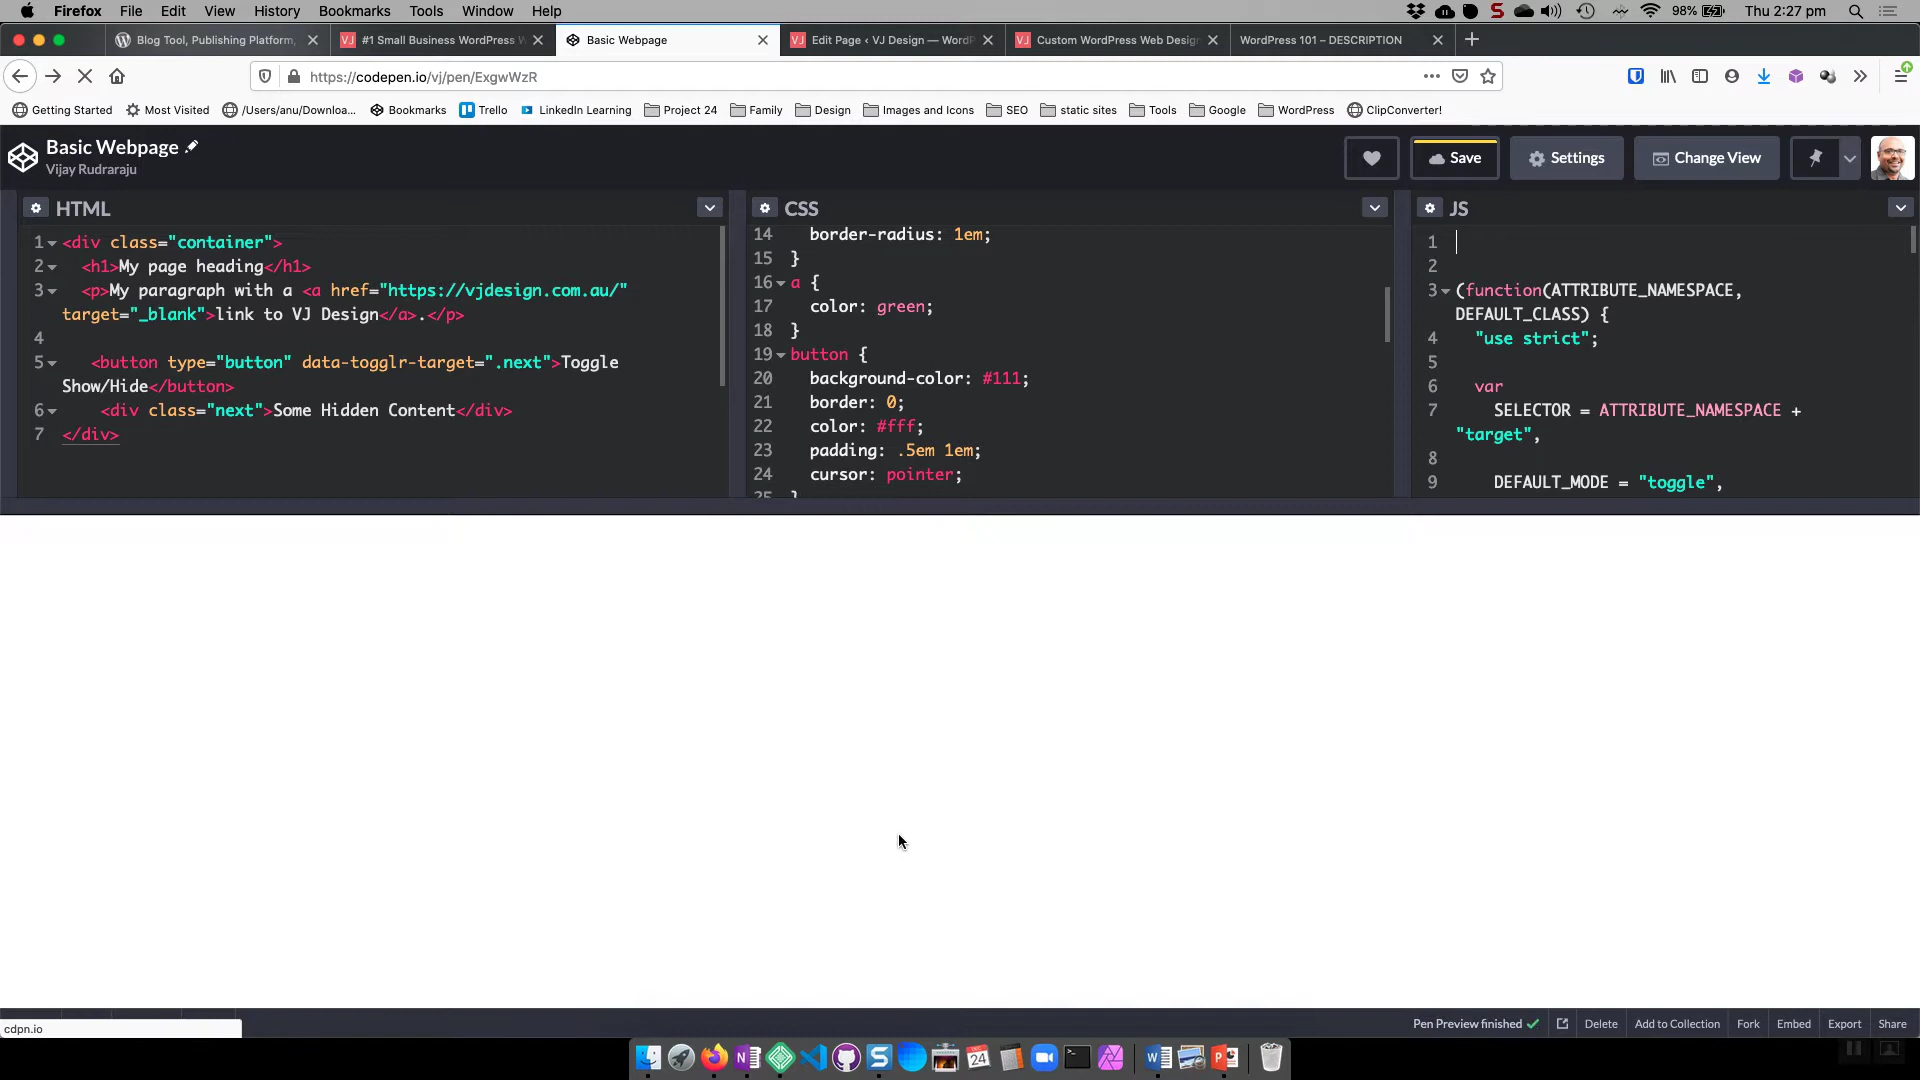 Firefox File Edit View History Bookmarks Tools Window Help 98% Thu 2:27 pm
Blog Tool, Publishing Platform, #1 Small Business WordPress W Basic Webpage Edit Page ‹ VJ Design — WordP Custom WordPress Web Design WordPress 101 – DESCRIPTION
https://codepen.io/vj/pen/ExgwWzR
Getting Started Most Visited /Users/anu/Downloa... Bookmarks Trello LinkedIn Learning Project 24 Family Design Images and Icons SEO static sites Tools Google WordPress ClipConverter!
Basic Webpage
Vijay Rudraraju
Save Settings Change View
HTML
1 <div class="container">
2 <h1>My page heading</h1>
3 <p>My paragraph with a <a href="https://vjdesign.com.au/"
target="_blank">link to VJ Design</a>.</p>
4
5 <button type="button" data-togglr-target=".next">Toggle
Show/Hide</button>
6 <div class="next">Some Hidden Content</div>
7 </div>
CSS
14 border-radius: 1em;
15 }
16 a {
17 color: green;
18 }
19 button {
20 background-color: #111;
21 border: 0;
22 color: #fff;
23 padding: .5em 1em;
24 cursor: pointer;
25 }
JS
1
2
3 (function(ATTRIBUTE_NAMESPACE,
DEFAULT_CLASS) {
4 "use strict";
5
6 var
7 SELECTOR = ATTRIBUTE_NAMESPACE +
"target",
8
9 DEFAULT_MODE = "toggle",
cdpn.io
Pen Preview finished Delete Add to Collection Fork Embed Export Share
DEC
24